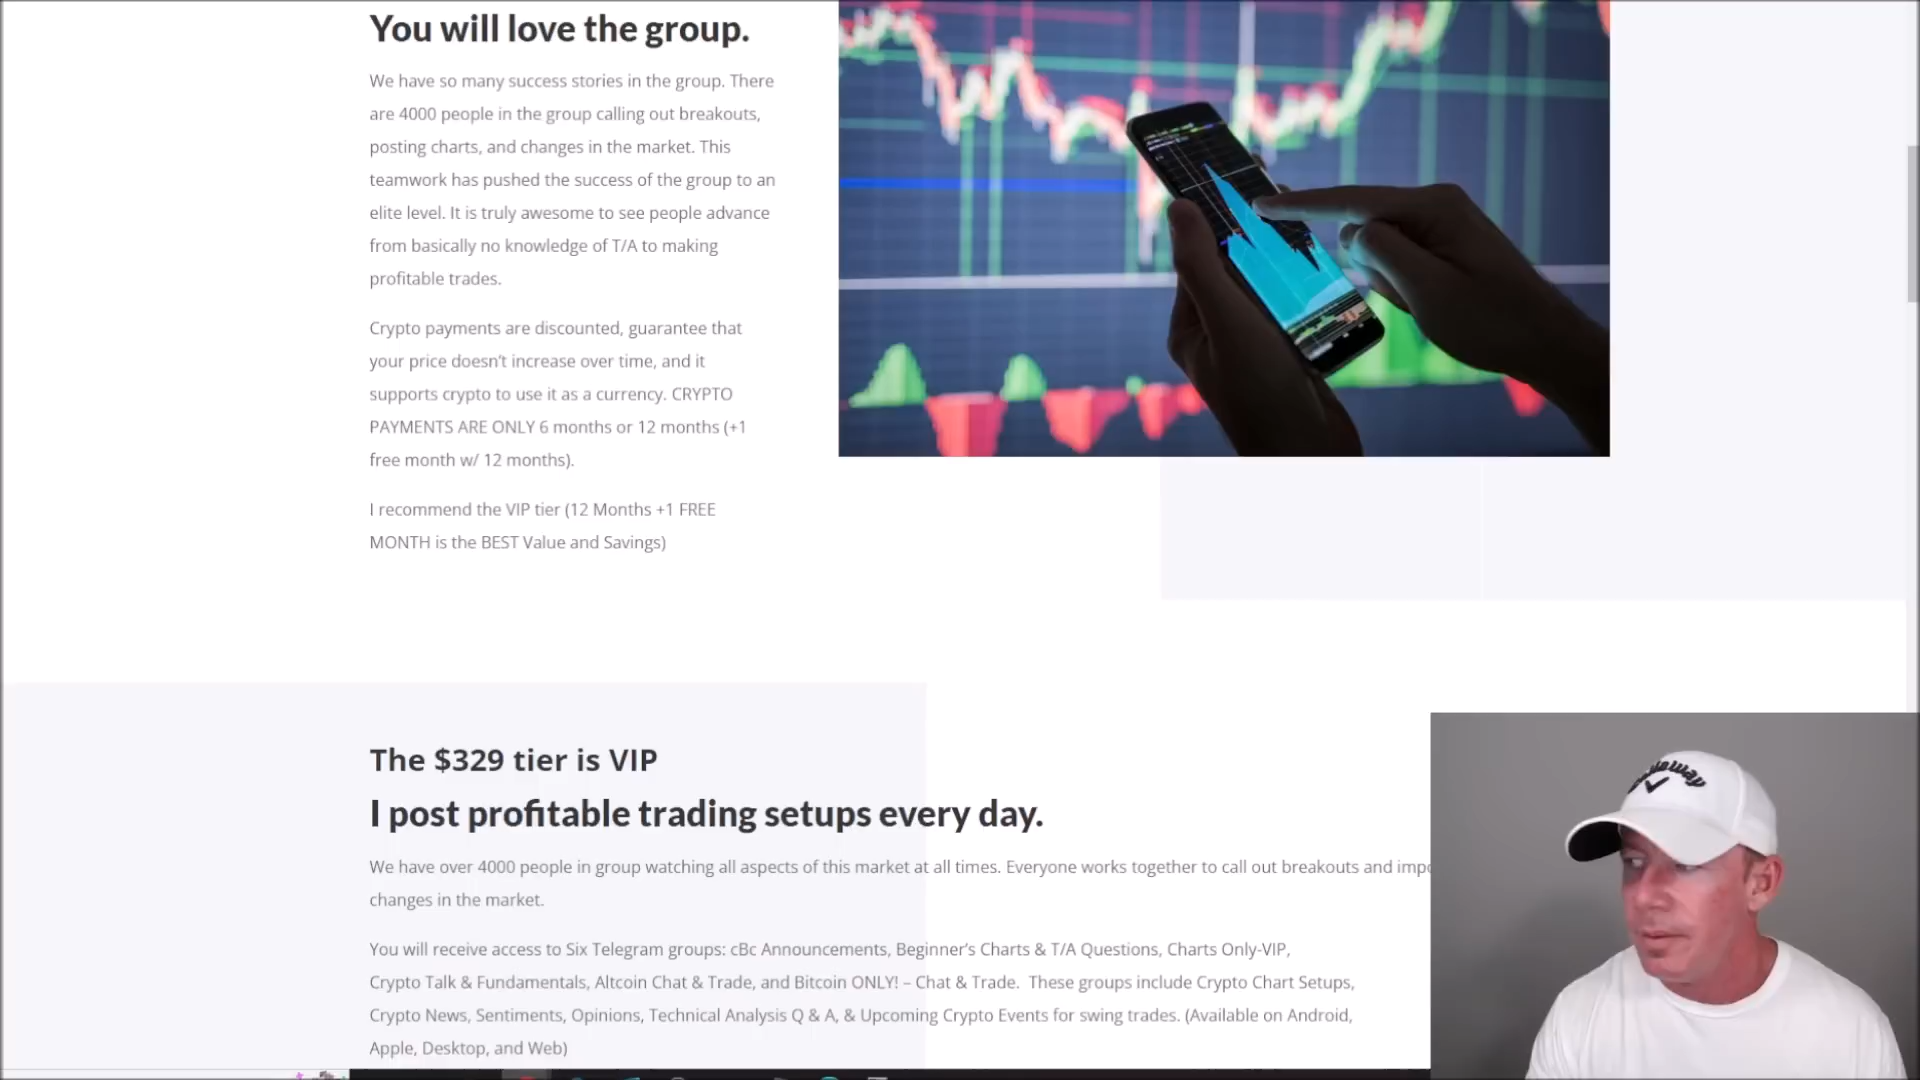 You will love the group.
We have so many success stories in the group. There
are 4000 people in the group calling out breakouts,
posting charts, and changes in the market. This
teamwork has pushed the success of the group to an
elite level. It is truly awesome to see people advance
from basically no knowledge of T/A to making
profitable trades.
Crypto payments are discounted, guarantee that
your price doesn't increase over time, and it
supports crypto to use it as a currency. CRYPTO
PAYMENTS ARE ONLY 6 months or 12 months (+1
free month w/ 12 months).
I recommend the VIP tier (12 Months +1 FREE
MONTH is the BEST Value and Savings)
The $329 tier is VIP
I post profitable trading setups every day.
We have over 4000 people in group watching all aspects of this market at all times. Everyone works together to call out breakouts and
changes in the market.
You will receive access to Six Telegram groups: cBc Announcements, Beginner's Charts & T/A Questions, Charts Only-VIP,
Crypto Talk & Fundamentals, Altcoin Chat & Trade, and Bitcoin ONLY! – Chat & Trade. These groups include Crypto Chart Setups,
Crypto News, Sentiments, Opinions, Technical Analysis Q & A, & Upcoming Crypto Events for swing trades. (Available on Android,
Apple, Desktop, and Web)
Callaway